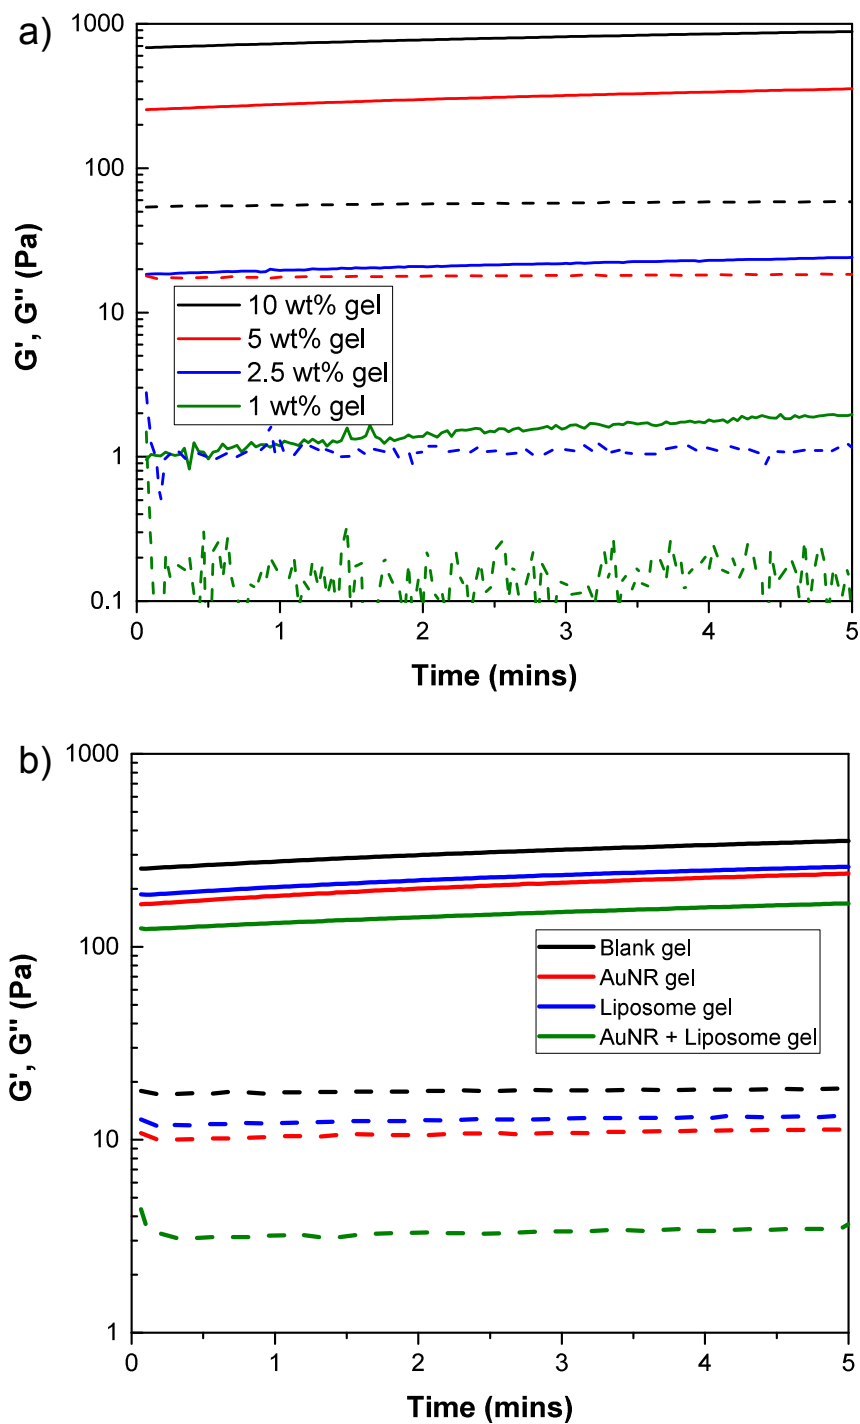 a)
1000
100
10
1
0.1
G', G'' (Pa)
10 wt% gel
5 wt% gel
2.5 wt% gel
1 wt% gel
0 1 2 3 4 5
Time (mins)
b)
1000
100
10
1
G', G'' (Pa)
Blank gel
AuNR gel
Liposome gel
AuNR + Liposome gel
0 1 2 3 4 5
Time (mins)